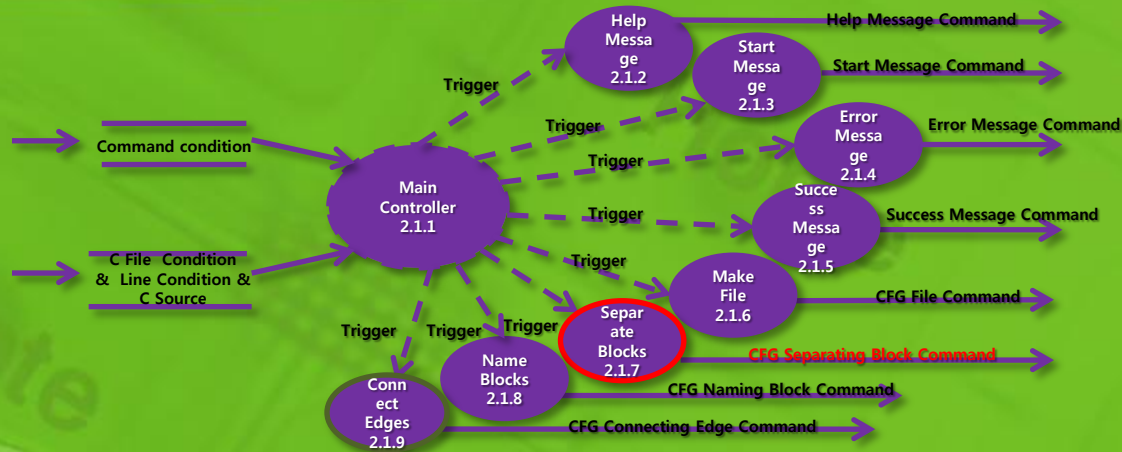 Help
Messa
ge
2.1.2
Help Message Command
Start
Messa
ge
2.1.3
Start Message Command
Trigger
Error
Messa
ge
2.1.4
Error Message Command
Trigger
Command condition
Trigger
Main
Controller
2.1.1
Succe
ss
Messa
ge
2.1.5
Success Message Command
Trigger
C File Condition
& Line Condition &
C Source
Trigger
Make
File
2.1.6
CFG File Command
Trigger
Trigger
Trigger
Separ
ate
Blocks
2.1.7
CFG Separating Block Command
Name
Blocks
2.1.8
CFG Naming Block Command
Conn
ect
Edges
2.1.9
CFG Connecting Edge Command